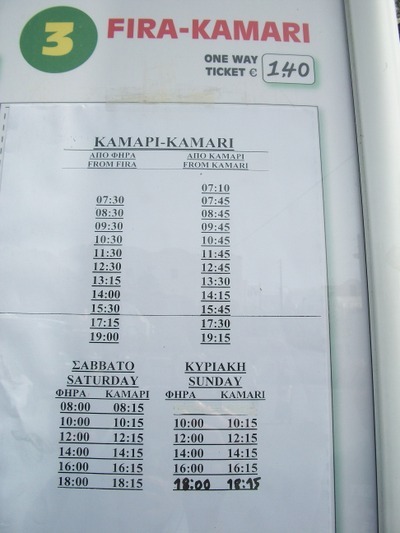 3 FIRA-KAMARI
ONE WAY
TICKET € 1,40
ΚΑΜΑΡΙ-KAMARI
ΑΠΟ ΦΗΡΑ ΑΠΟ ΚΑΜΑΡΙ
FROM FIRA FROM KAMARI
07:10
07:30 07:45
08:30 08:45
09:30 09:45
10:30 10:45
11:30 11:45
12:30 12:45
13:15 13:30
14:00 14:15
15:30 15:45
17:15 17:30
19:00 19:15
ΣΑΒΒΑΤΟ ΚΥΡΙΑΚΗ
SATURDAY SUNDAY
ΦΗΡΑ ΚΑΜΑΡΙ ΦΗΡΑ KAMARI
08:00 08:15
10:00 10:15 10:00 10:15
12:00 12:15 12:00 12:15
14:00 14:15 14:00 14:15
16:00 16:15 16:00 16:15
18:00 18:15 18:00 18:15